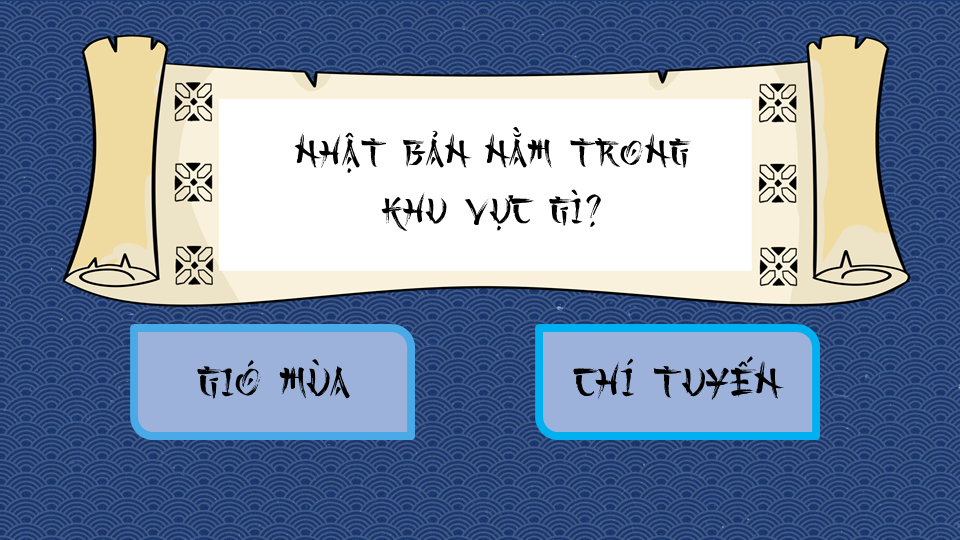 NHẬT BẢN NẰM TRONG
KHU VỰC GÌ?
GIÓ MÙA
CHÍ TUYẾN